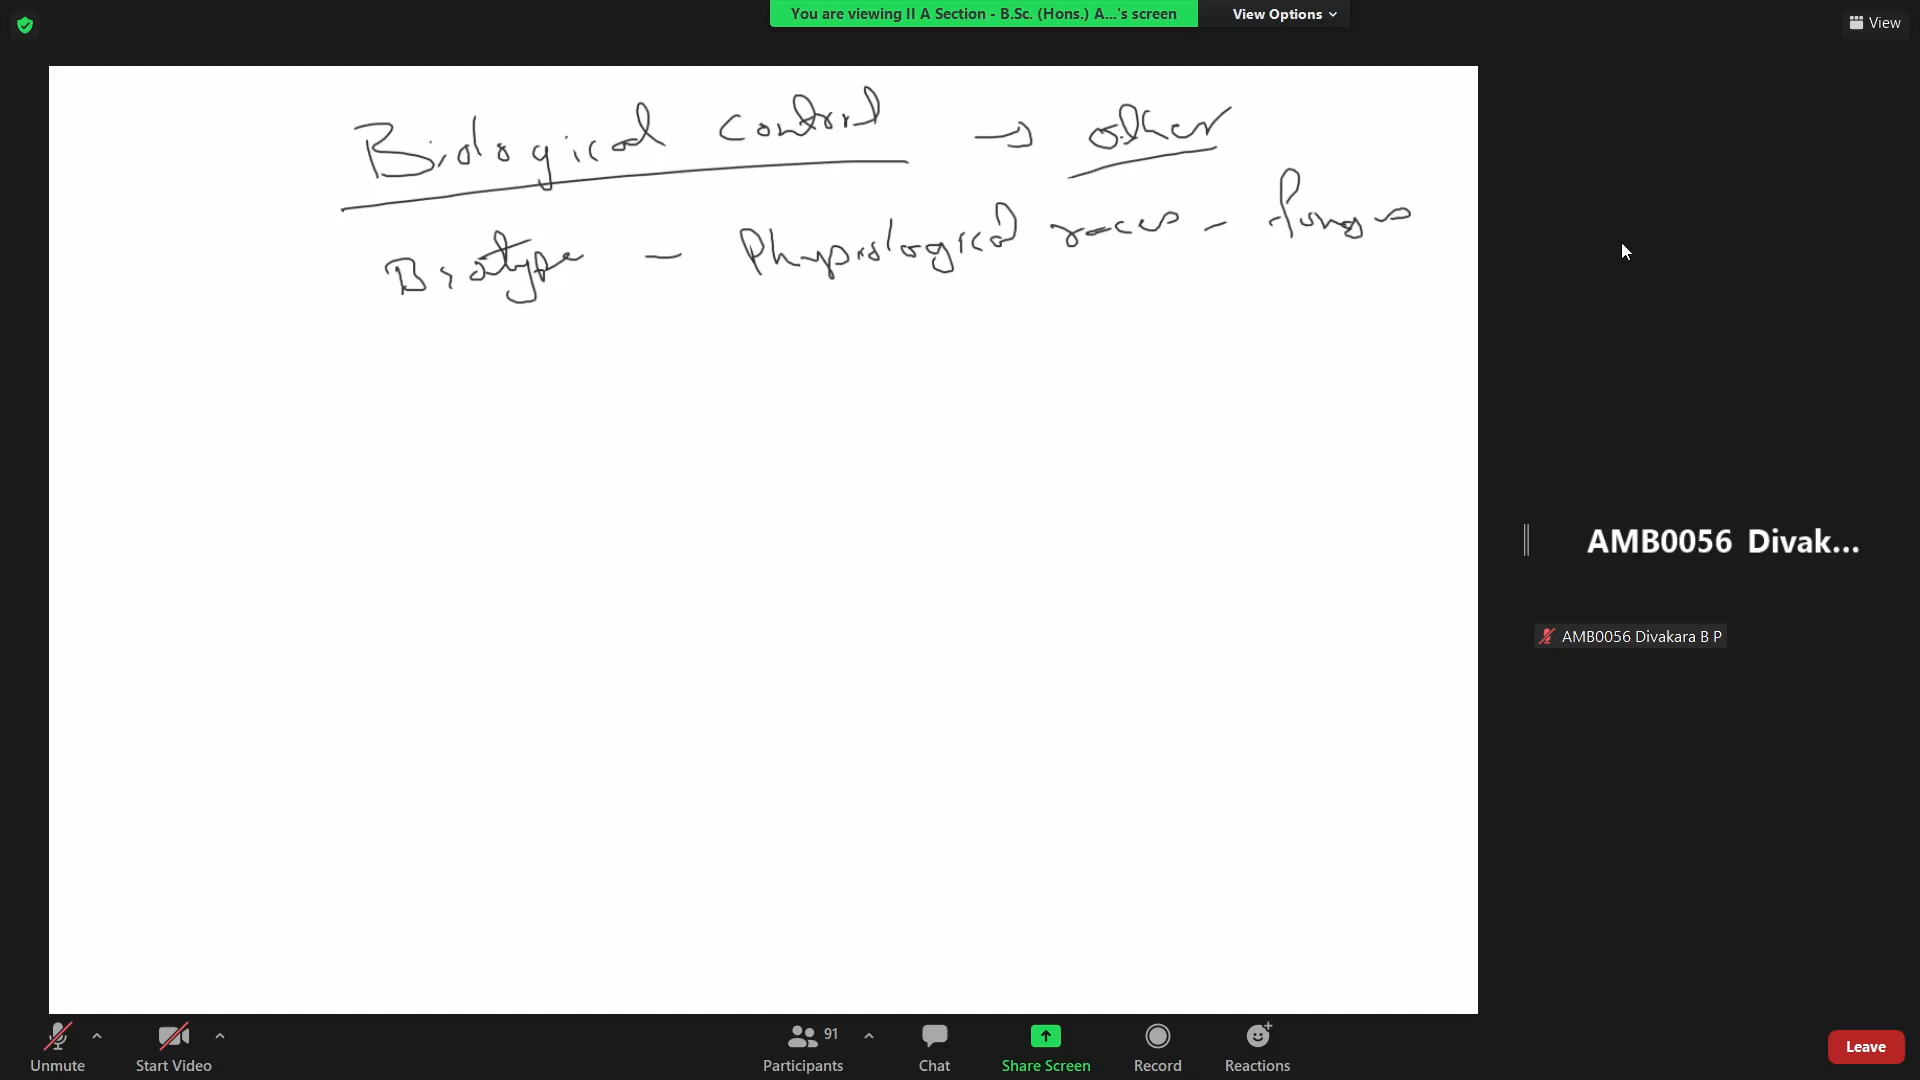 You are viewing II A Section - B.Sc. (Hons.) A...'s screen
View Options
View
Biological control → other
Biotype - Physiological races - fungus
AMB0056 Divak...
AMB0056 Divakara B P
Unmute
Start Video
91
Participants
Chat
Share Screen
Record
Reactions
Leave